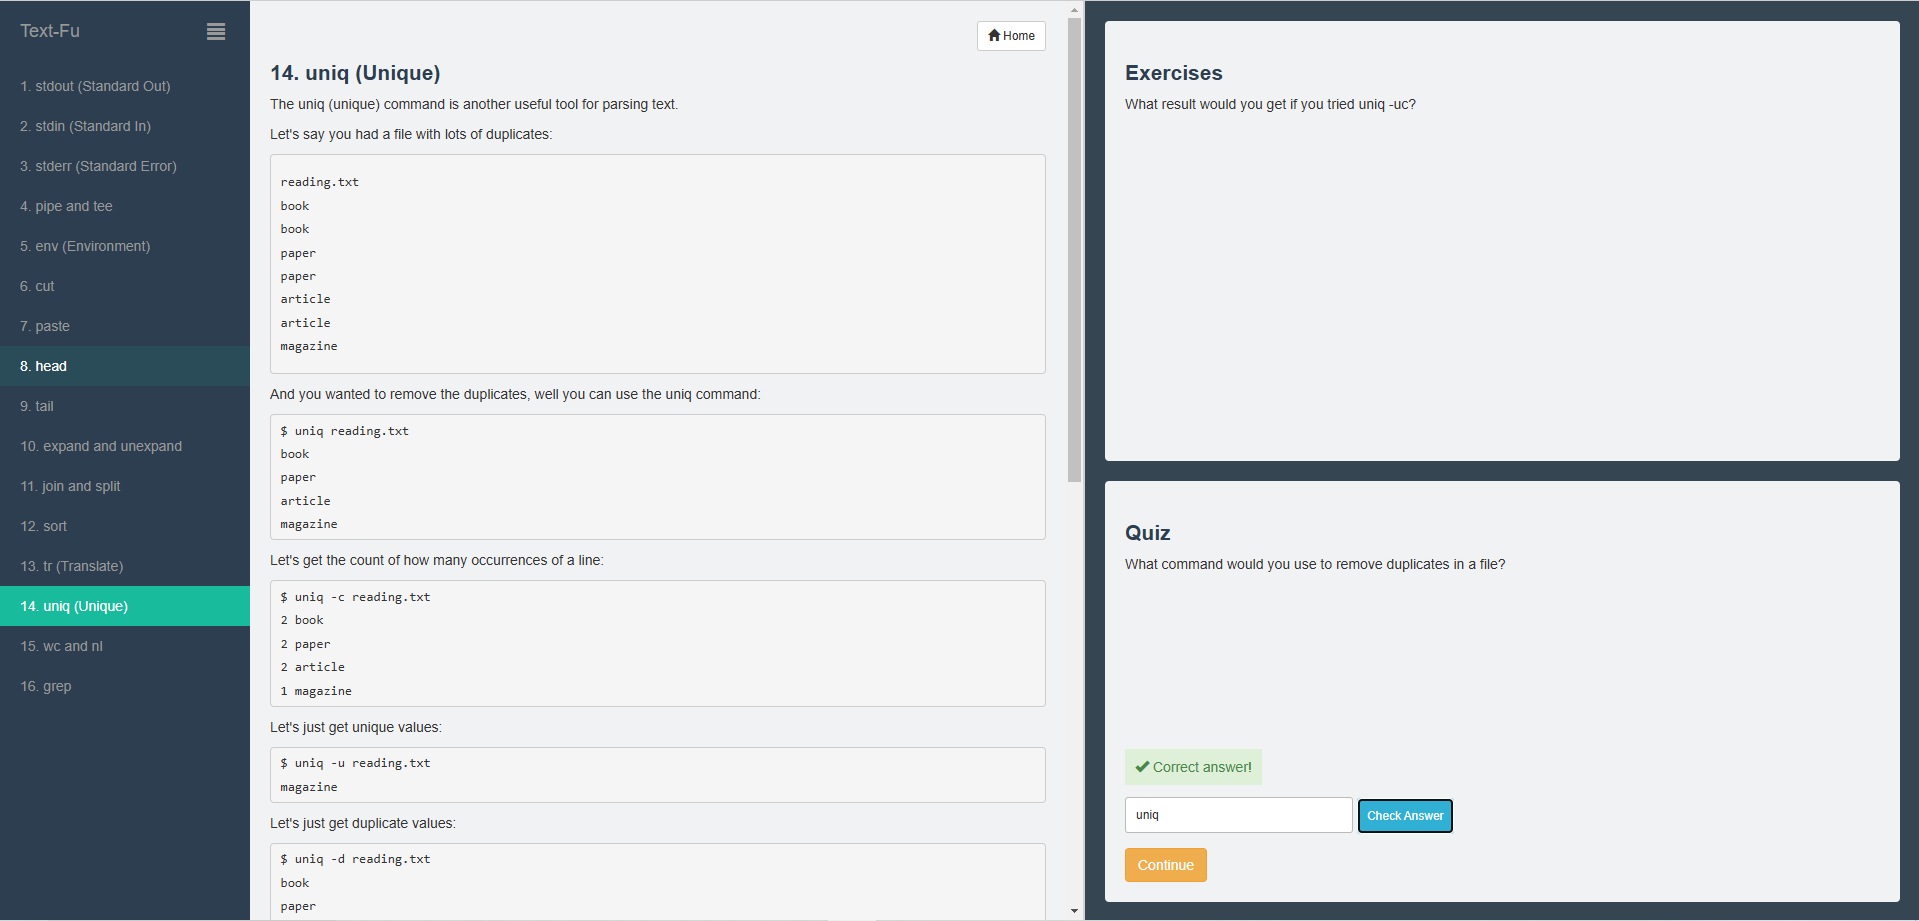 Text-Fu
1. stdout (Standard Out)
2. stdin (Standard In)
3. stderr (Standard Error)
4. pipe and tee
5. env (Environment)
6. cut
7. paste
8. head
9. tail
10. expand and unexpand
11. join and split
12. sort
13. tr (Translate)
14. uniq (Unique)
15. wc and nl
16. grep
Home
14. uniq (Unique)
The uniq (unique) command is another useful tool for parsing text.
Let's say you had a file with lots of duplicates:
reading.txt
book
book
paper
paper
article
article
magazine
And you wanted to remove the duplicates, well you can use the uniq command:
$ uniq reading.txt
book
paper
article
magazine
Let's get the count of how many occurrences of a line:
$ uniq -c reading.txt
2 book
2 paper
2 article
1 magazine
Let's just get unique values:
$ uniq -u reading.txt
magazine
Let's just get duplicate values:
$ uniq -d reading.txt
book
paper
Exercises
What result would you get if you tried uniq -uc?
Quiz
What command would you use to remove duplicates in a file?
Correct answer!
uniq
Check Answer
Continue